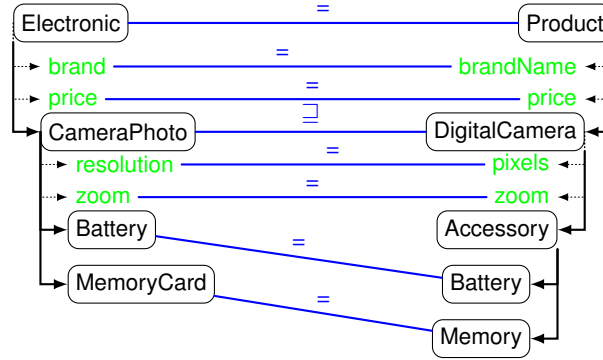 Electronic = Product
brand = brandName
price = price
⊒
CameraPhoto DigitalCamera
resolution = pixels
zoom = zoom
Battery Accessory
=
MemoryCard Battery
=
Memory